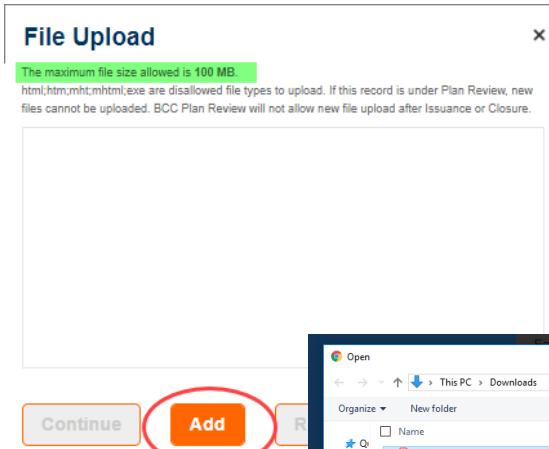 File Upload
×
The maximum file size allowed is 100 MB.
html;htm;mht;mhtml;exe are disallowed file types to upload. If this record is under Plan Review, new
files cannot be uploaded. BCC Plan Review will not allow new file upload after Issuance or Closure.
Continue Add R
Open
This PC > Downloads
Organize New folder
Name